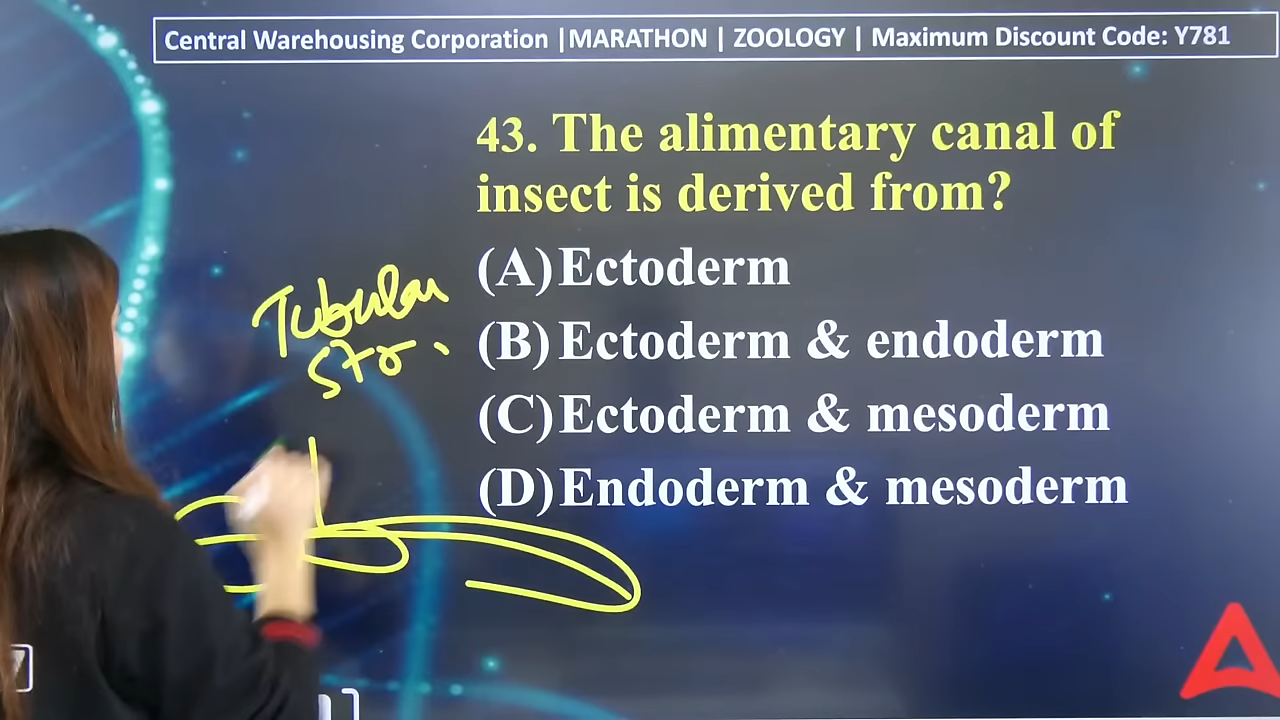 Central Warehousing Corporation |MARATHON | ZOOLOGY | Maximum Discount Code: Y781
43. The alimentary canal of
insect is derived from?
(A) Ectoderm
(B) Ectoderm & endoderm
(C) Ectoderm & mesoderm
(D) Endoderm & mesoderm
Tubular
str.